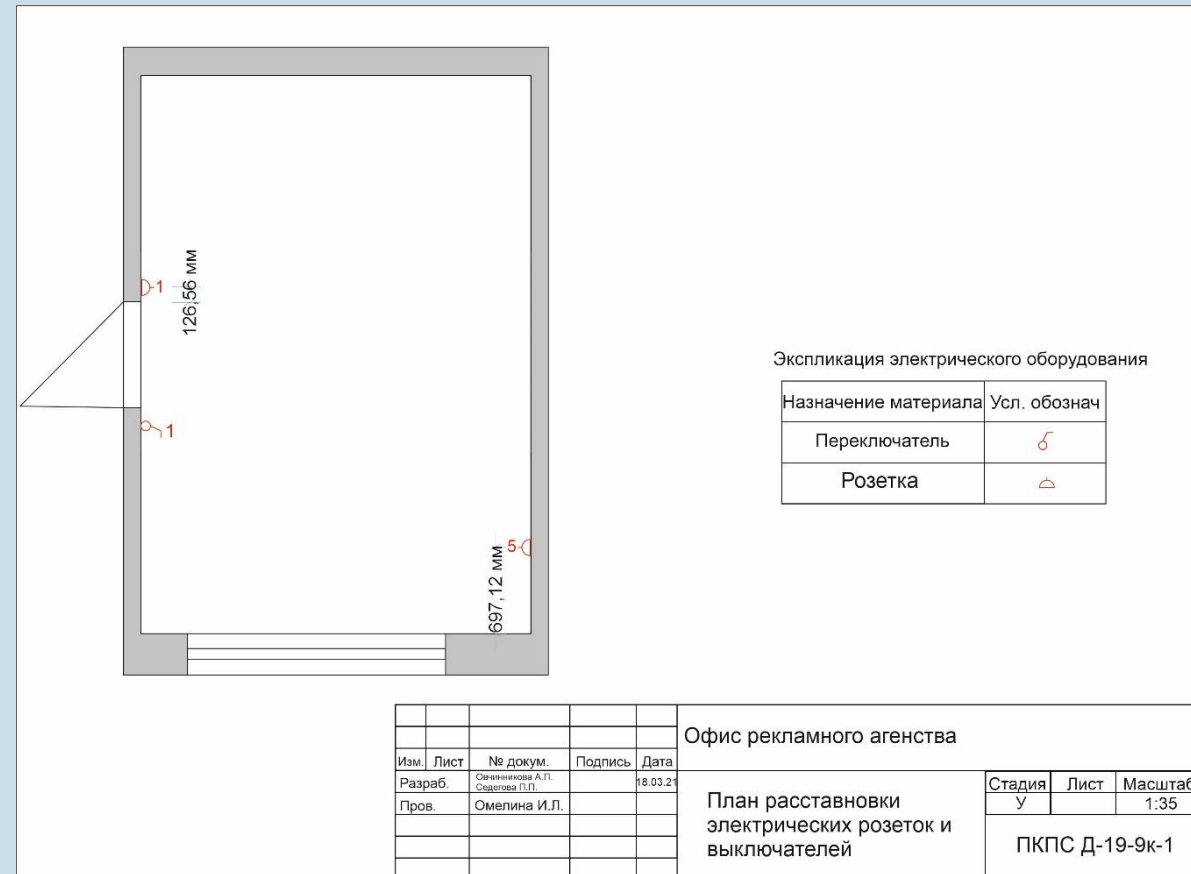 126,56 мм
1
1
5
697,12 мм
Экспликация электрического оборудования
Назначение материала Усл. обознач
Переключатель
Розетка
Изм. Лист № докум. Подпись Дата
Разраб. Овчинникова А.П. Седегова П.П. 18.03.21
Пров. Омелина И.Л.
Офис рекламного агенства
План расстановки
электрических розеток и
выключателей
Стадия Лист Масштаб
У 1:35
ПКПС Д-19-9к-1